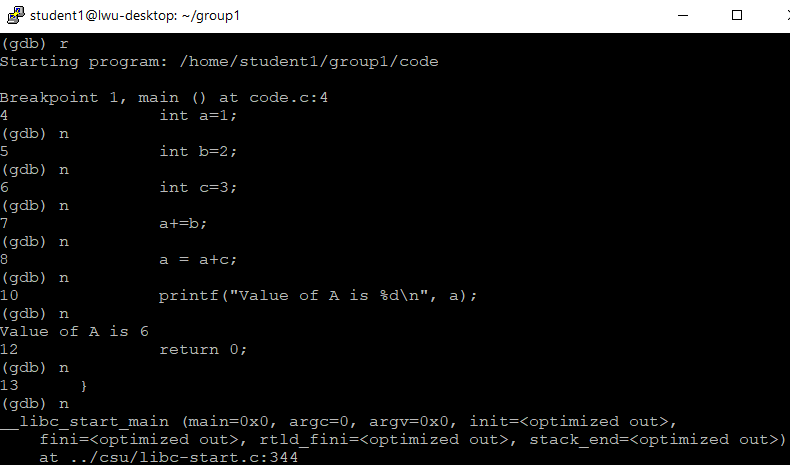 student1@lwu-desktop: ~/group1
(gdb) r
Starting program: /home/student1/group1/code
Breakpoint 1, main () at code.c:4
4 int a=1;
(gdb) n
5 int b=2;
(gdb) n
6 int c=3;
(gdb) n
7 a+=b;
(gdb) n
8 a = a+c;
(gdb) n
10 printf("Value of A is %d\n", a);
(gdb) n
Value of A is 6
12 return 0;
(gdb) n
13 }
(gdb) n
__libc_start_main (main=0x0, argc=0, argv=0x0, init=<optimized out>,
fini=<optimized out>, rtld_fini=<optimized out>, stack_end=<optimized out>)
at ../csu/libc-start.c:344